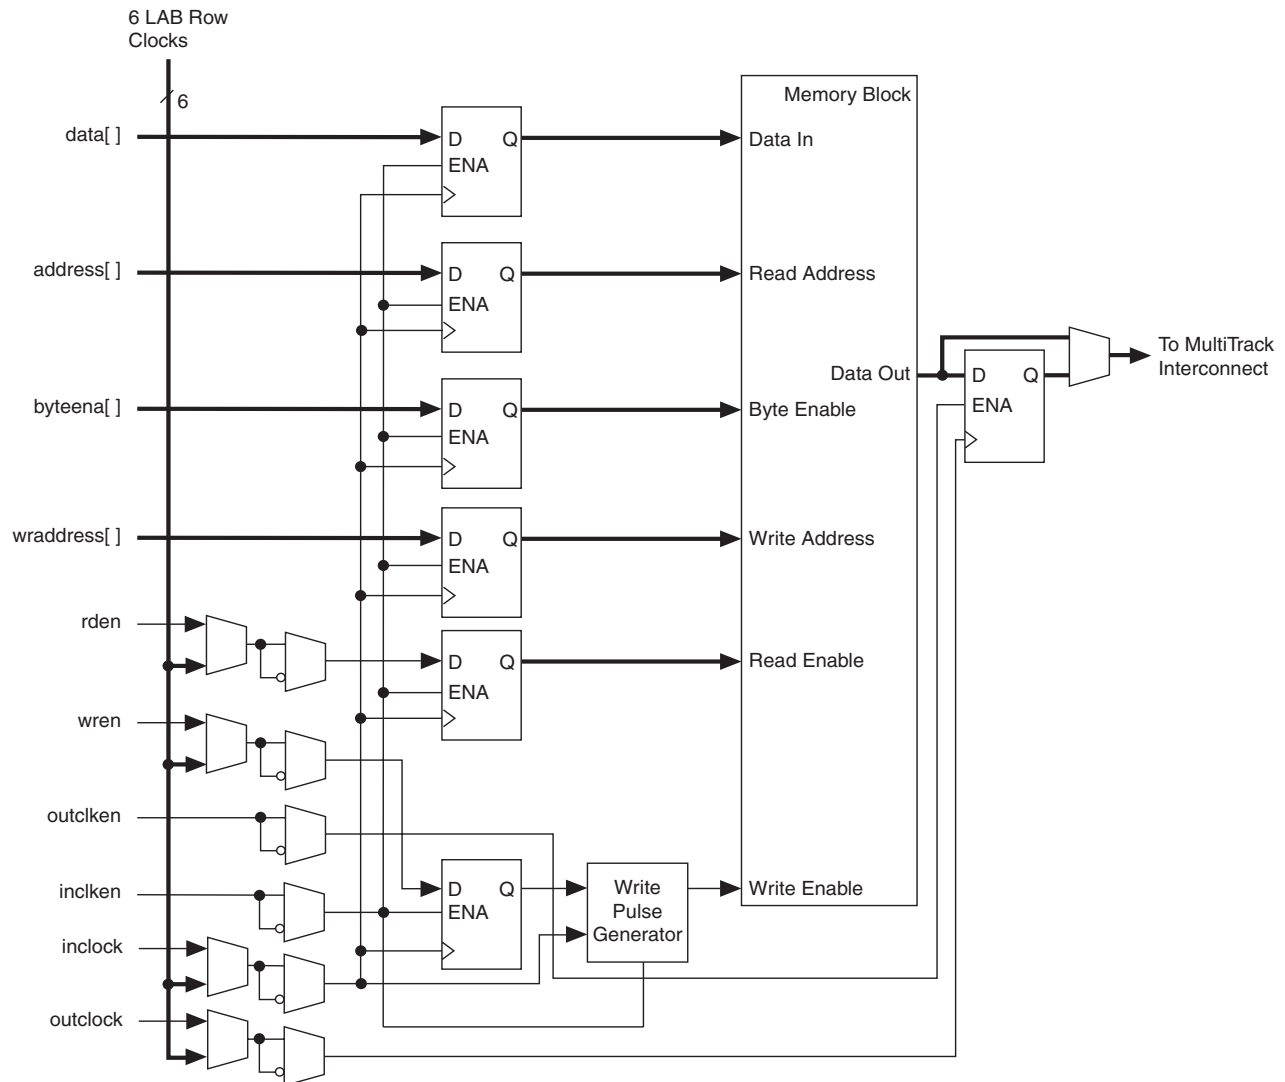 6 LAB Row
Clocks
6
Memory Block
data[ ]
D Q
Data In
ENA
address[ ]
D Q
Read Address
ENA
To MultiTrack
Interconnect
Data Out
D Q
ENA
byteena[ ]
D Q
Byte Enable
ENA
wraddress[ ]
D Q
Write Address
ENA
rden
D Q
Read Enable
ENA
wren
outclken
inclken
D Q
ENA
Write
Pulse
Generator
Write Enable
inclock
outclock